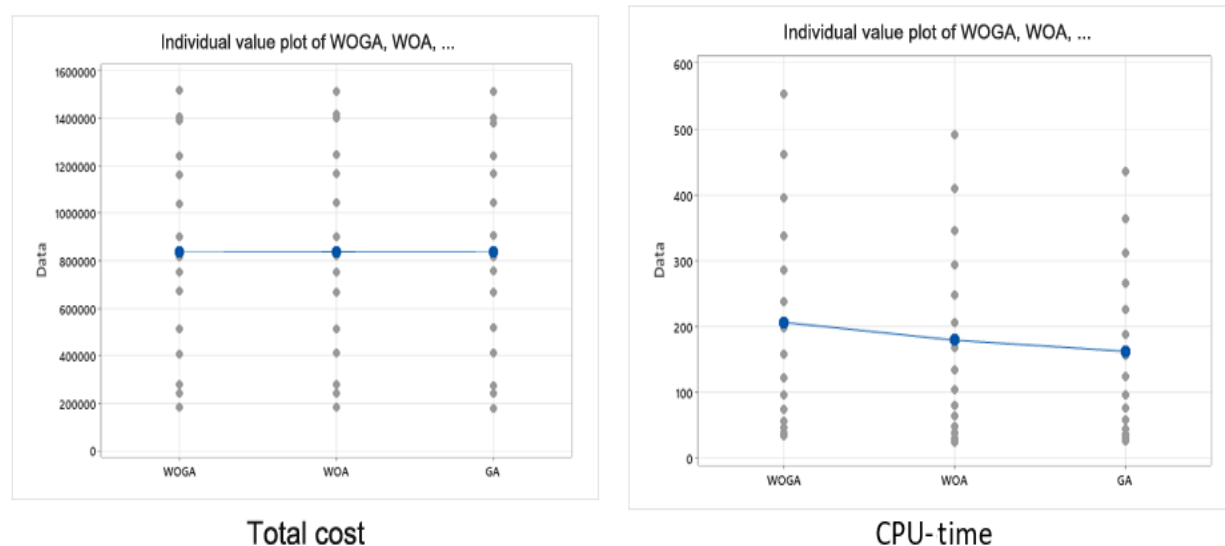 Individual value plot of WOGA, WOA, ...
1600000
1400000
1200000
1000000
800000
600000
400000
200000
0
Data
WOGA WOA GA
Total cost
Individual value plot of WOGA, WOA, ...
600
500
400
300
200
100
0
Data
WOGA WOA GA
CPU-time